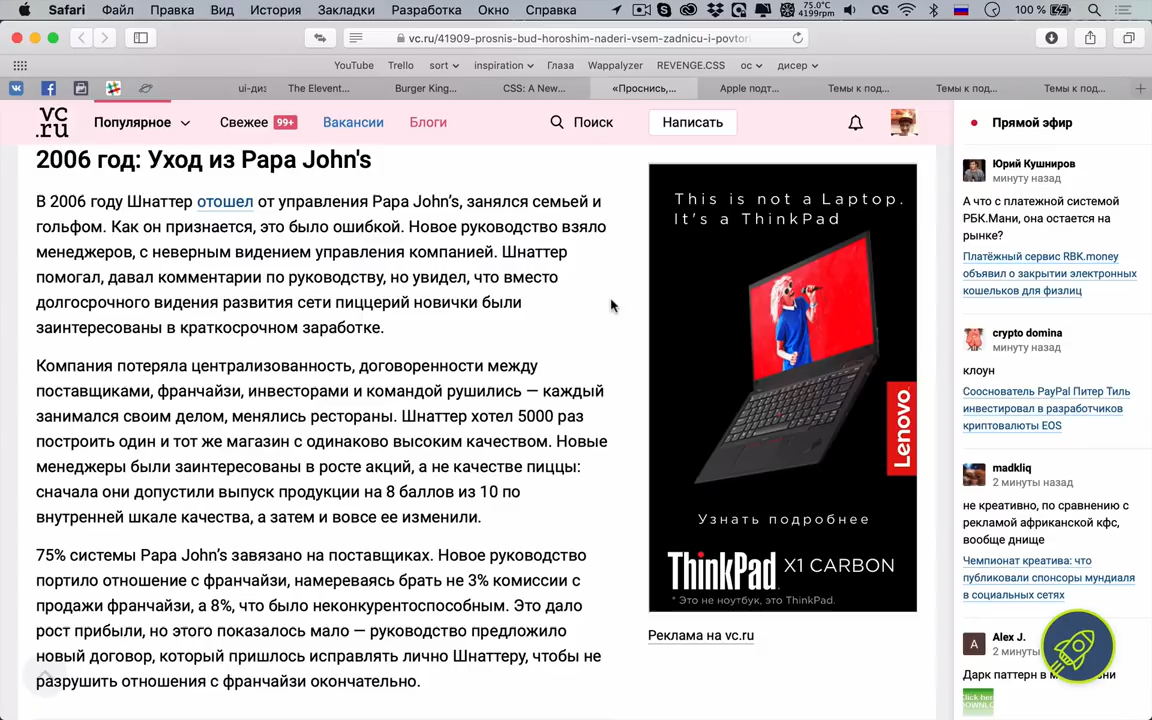 Safari Файл Правка Вид История Закладки Разработка Окно Справка 75.0°C 4199rpm 100 %
vc.ru/41909-prosnis-bud-horoshim-naderi-vsem-zadnicu-i-povtori
YouTube Trello sort inspiration Глаза Wappalyzer REVENGE.CSS ос дисер
ui-диз The Elevent... Burger King... CSS: A New... «Проснись,... Apple подт... Темы к под... Темы к под... Темы к под...
vc.ru Популярное Свежее 99+ Вакансии Блоги Поиск Написать
2006 год: Уход из Papa John's
В 2006 году Шнаттер отошел от управления Papa John's, занялся семьей и
гольфом. Как он признается, это было ошибкой. Новое руководство взяло
менеджеров, с неверным видением управления компанией. Шнаттер
помогал, давал комментарии по руководству, но увидел, что вместо
долгосрочного видения развития сети пиццерий новички были
заинтересованы в краткосрочном заработке.
Компания потеряла централизованность, договоренности между
поставщиками, франчайзи, инвесторами и командой рушились — каждый
занимался своим делом, менялись рестораны. Шнаттер хотел 5000 раз
построить один и тот же магазин с одинаково высоким качеством. Новые
менеджеры были заинтересованы в росте акций, а не качестве пиццы:
сначала они допустили выпуск продукции на 8 баллов из 10 по
внутренней шкале качества, а затем и вовсе ее изменили.
75% системы Papa John's завязано на поставщиках. Новое руководство
портило отношение с франчайзи, намереваясь брать не 3% комиссии с
продажи франчайзи, а 8%, что было неконкурентоспособным. Это дало
рост прибыли, но этого показалось мало — руководство предложило
новый договор, который пришлось исправлять лично Шнаттеру, чтобы не
разрушить отношения с франчайзи окончательно.
This is not a Laptop.
It's a ThinkPad
Lenovo.
Узнать подробнее
ThinkPad X1 CARBON
* Это не ноутбук, это ThinkPad.
Реклама на vc.ru
Прямой эфир
Юрий Кушниров
минуту назад
А что с платежной системой
РБК.Мани, она остается на
рынке?
Платёжный сервис RBK.money
объявил о закрытии электронных
кошельков для физлиц
crypto domina
минуту назад
клоун
Сооснователь PayPal Питер Тиль
инвестировал в разработчиков
криптовалюты EOS
madkliq
2 минуты назад
не креативно, по сравнению с
рекламой африканской кфс,
вообще днище
Чемпионат креатива: что
публиковали спонсоры мундиаля
в социальных сетях
A Alex J.
2 минуты
Дарк паттерн в
Click here
DOWNLO